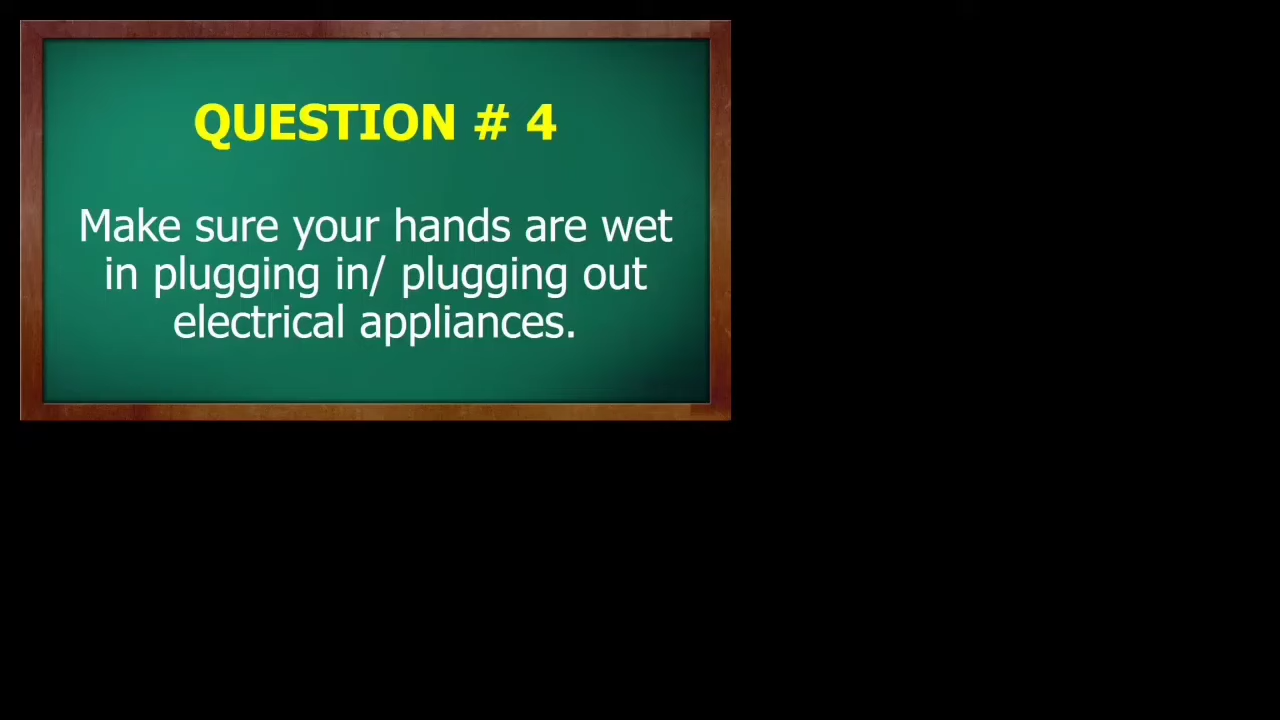 QUESTION # 4
Make sure your hands are wet
in plugging in/ plugging out
electrical appliances.